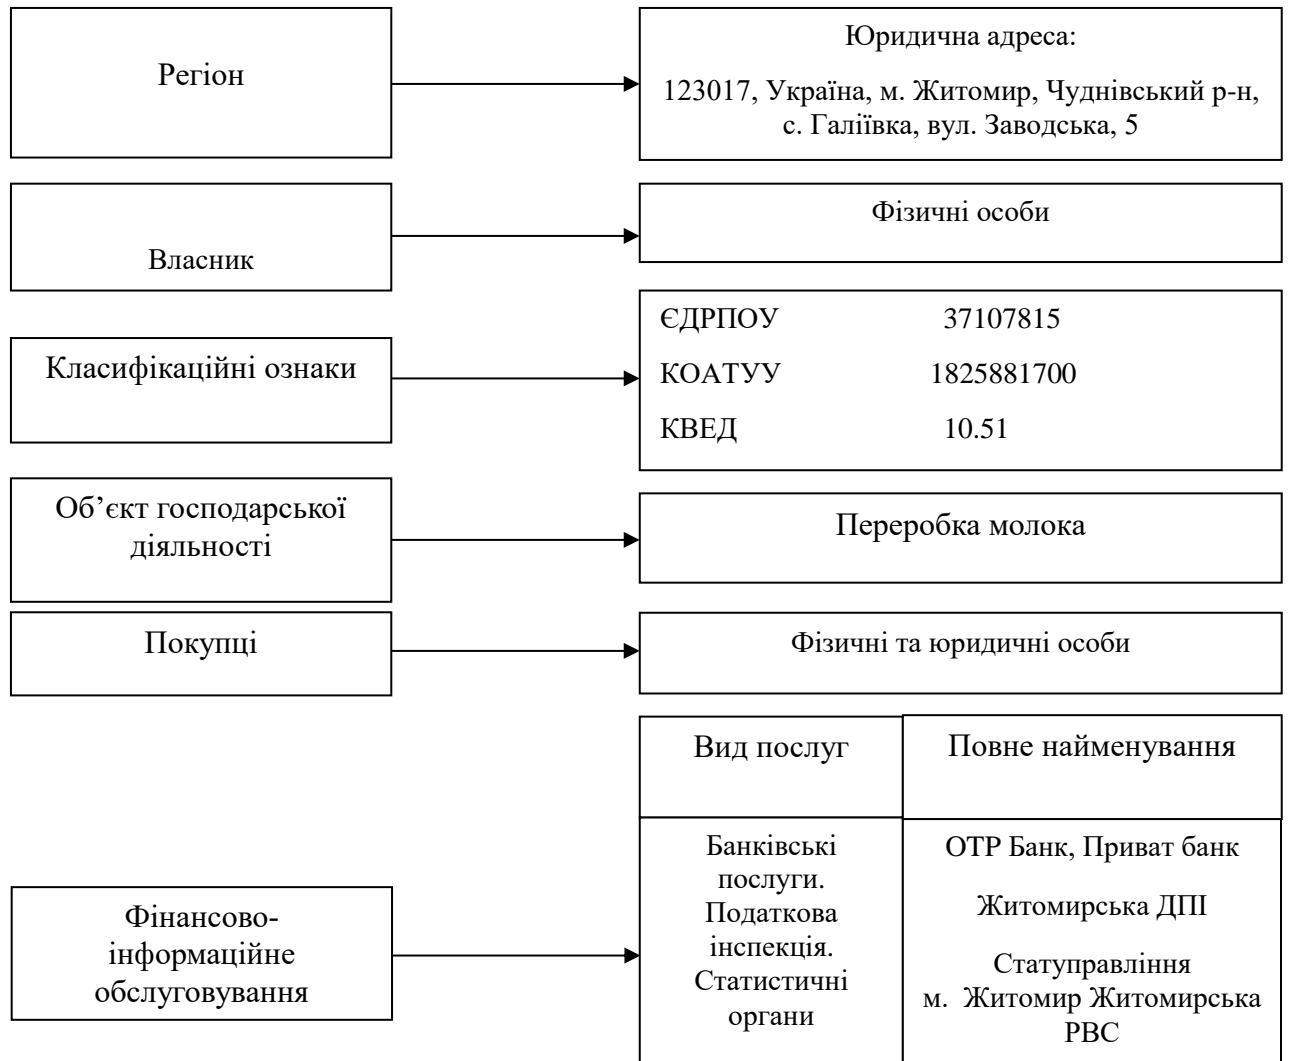 Регіон
Юридична адреса:
123017, Україна, м. Житомир, Чуднівський р-н,
с. Галіївка, вул. Заводська, 5
Власник
Фізичні особи
Класифікаційні ознаки
ЄДРПОУ 37107815
КОАТУУ 1825881700
КВЕД 10.51
Об’єкт господарської
діяльності
Переробка молока
Покупці
Фізичні та юридичні особи
Фінансово-
інформаційне
обслуговування
Вид послуг
Повне найменування
Банківські
послуги.
Податкова
інспекція.
Статистичні
органи
ОТР Банк, Приват банк
Житомирська ДПІ
Статуправління
м. Житомир Житомирська
РВС